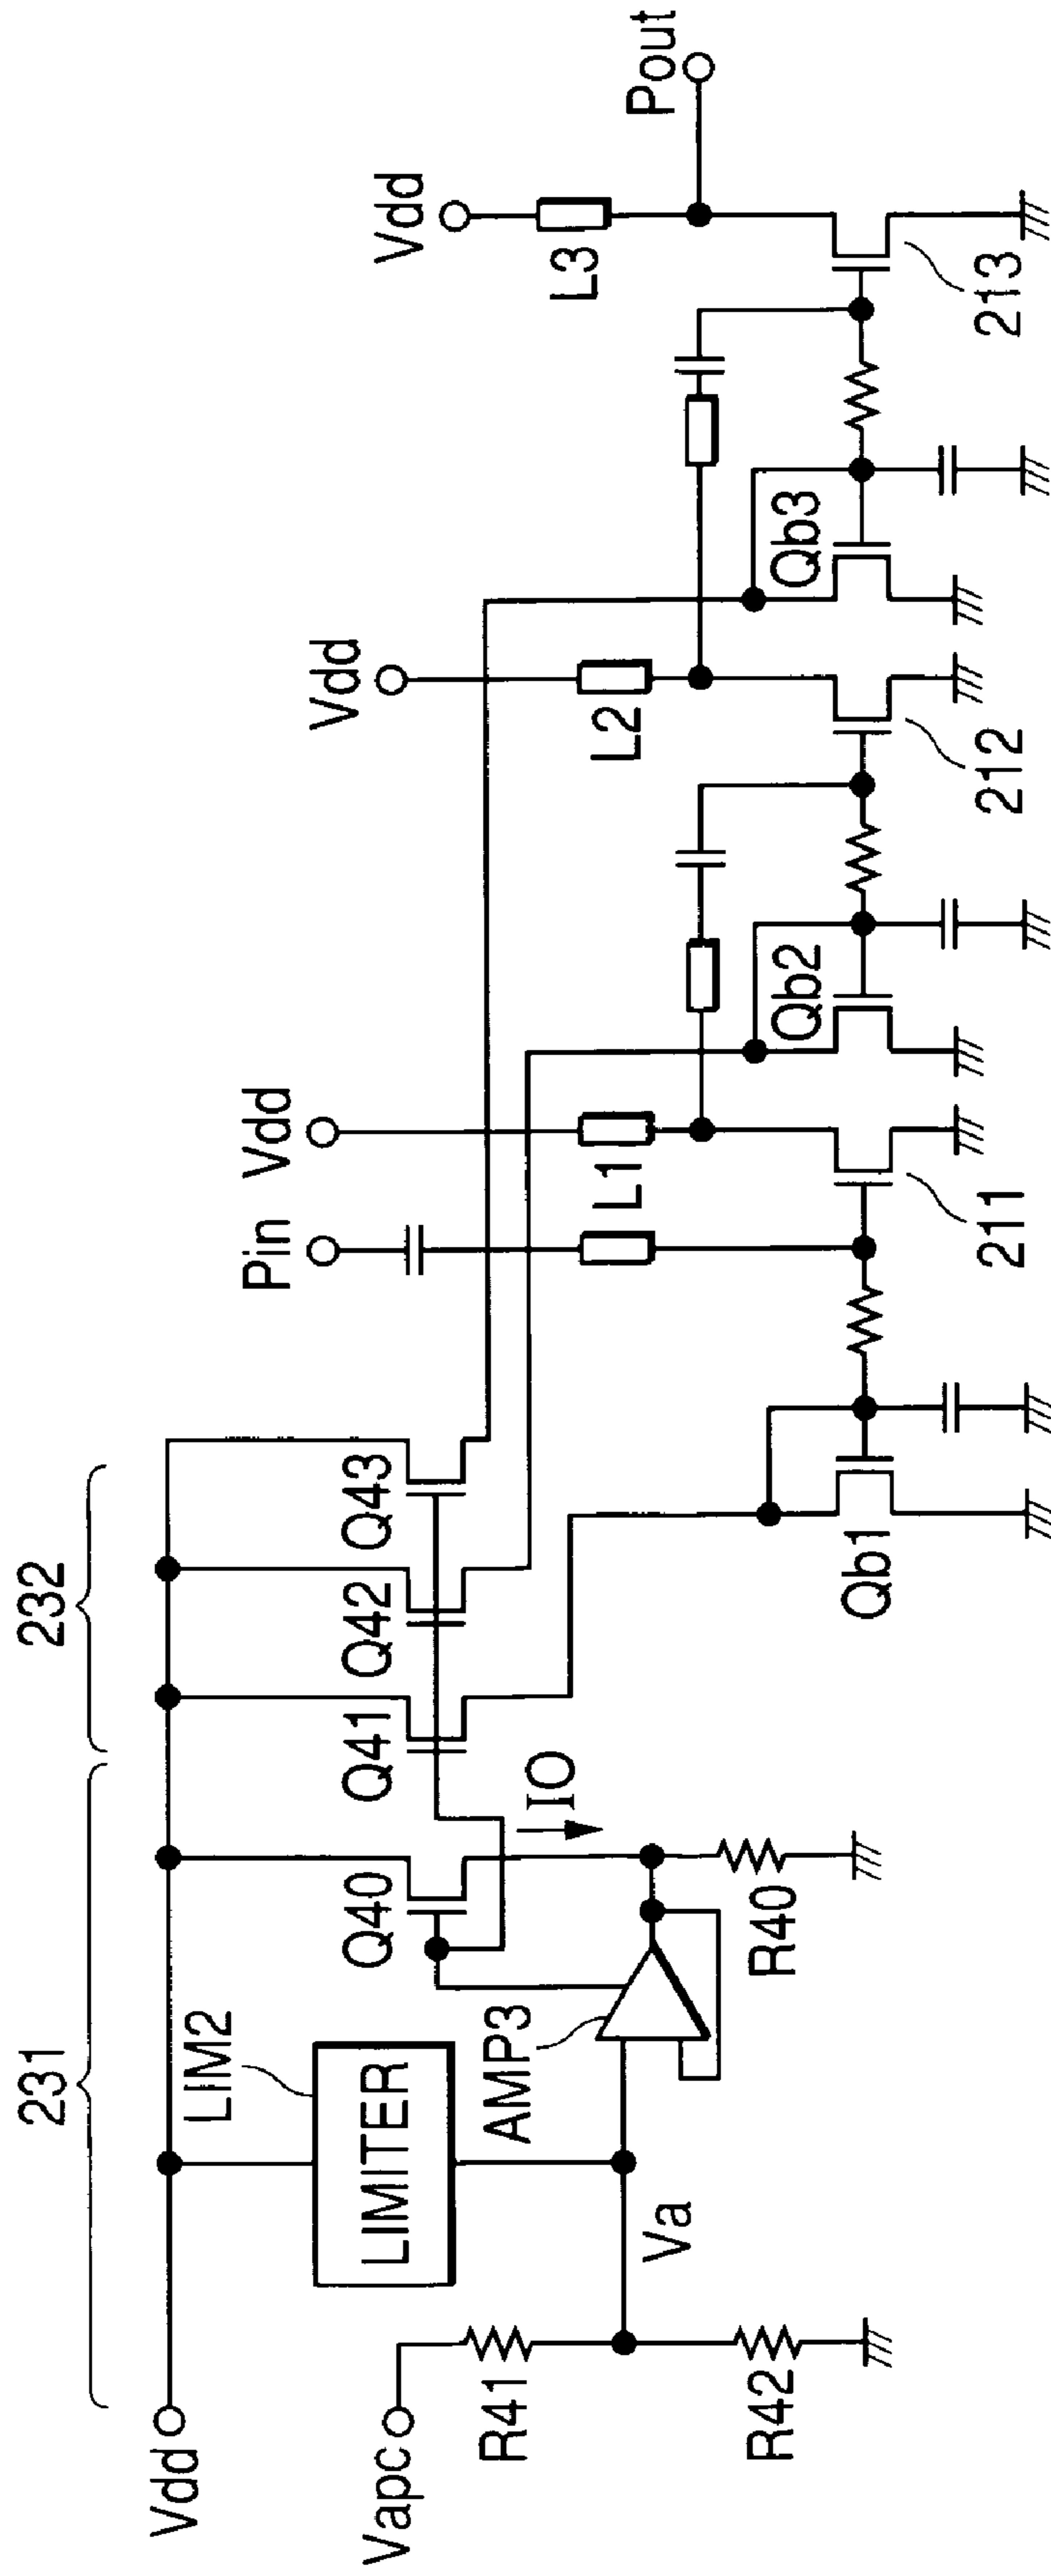 231
232
Vdd
LIM2
LIMITER
Vapc
R41
R42
Va
AMP3
Q40
R40
IO
Q41
Q42
Q43
Qb1
Pin
211
L1
Vdd
Qb2
212
L2
Vdd
Qb3
213
L3
Vdd
Pout